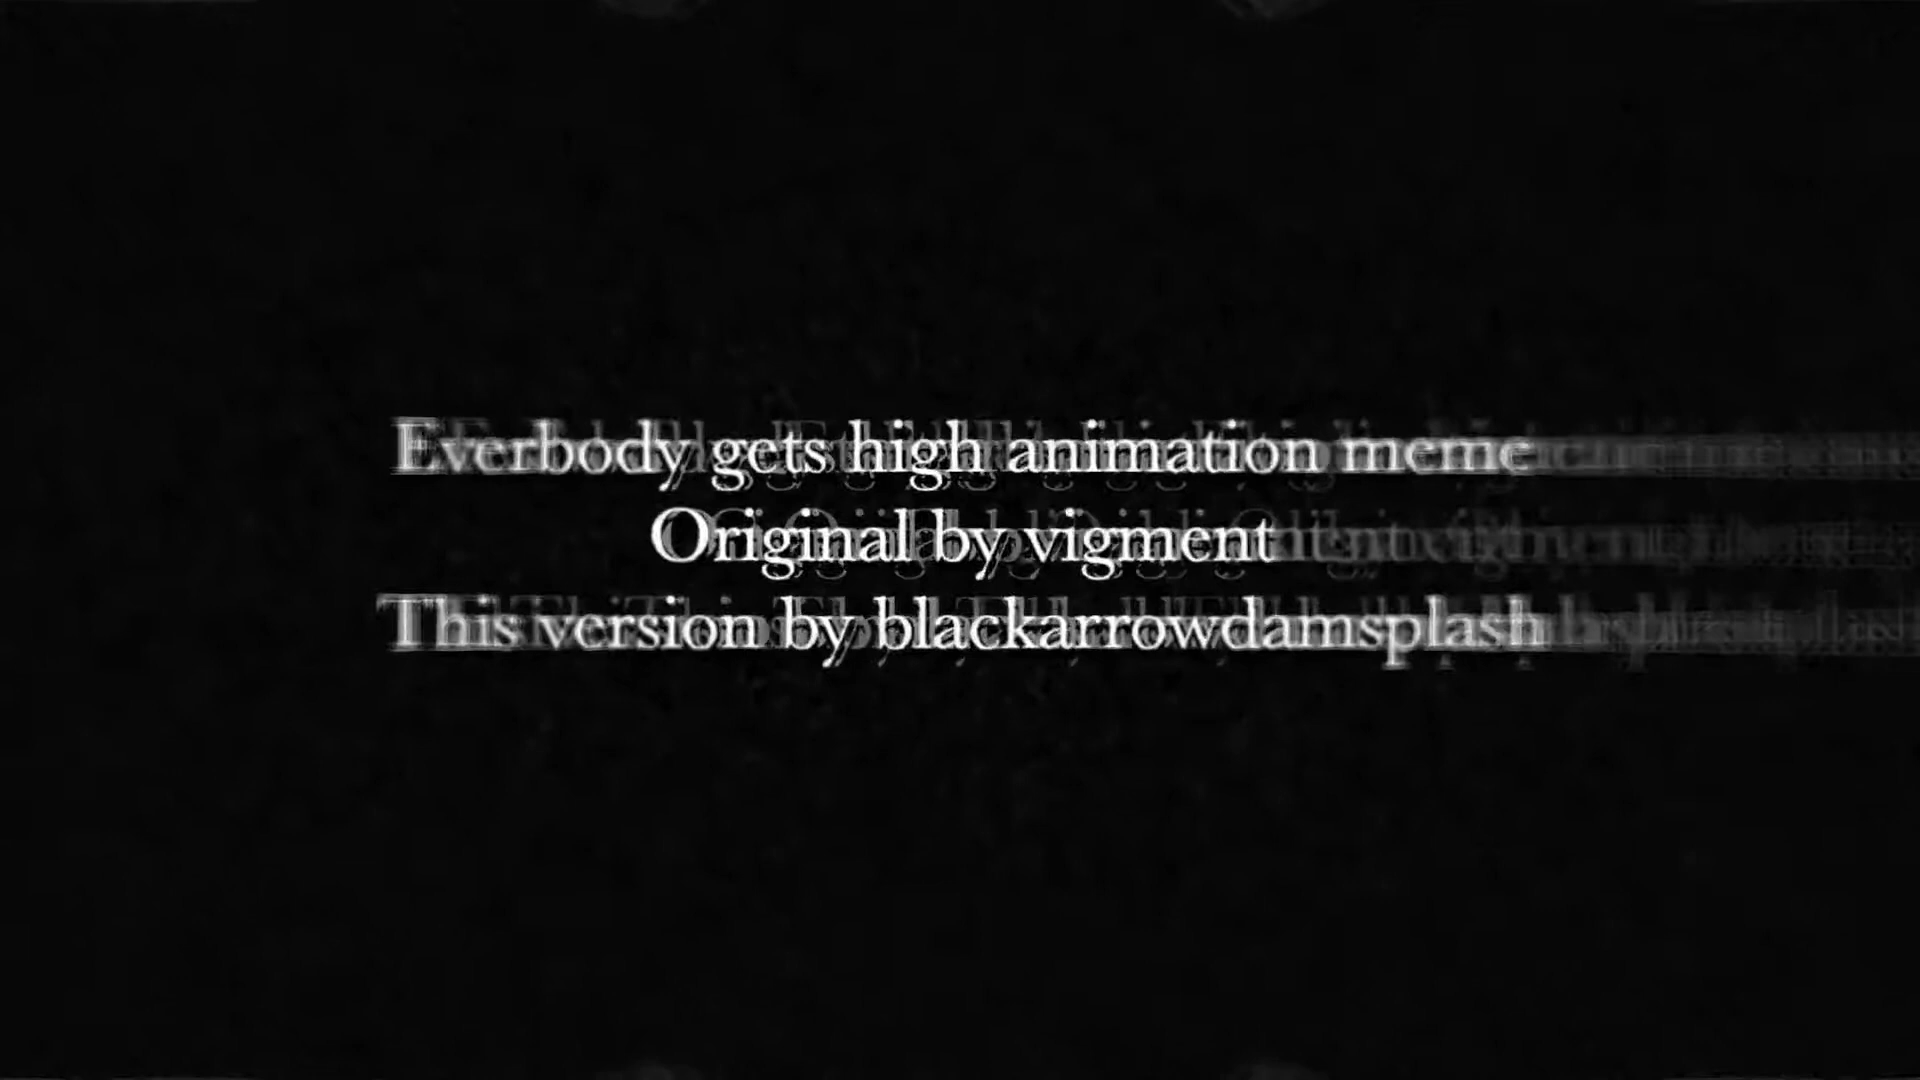 Everbody gets high animation meme
Original by vigment
This version by blackarrowdamsplash